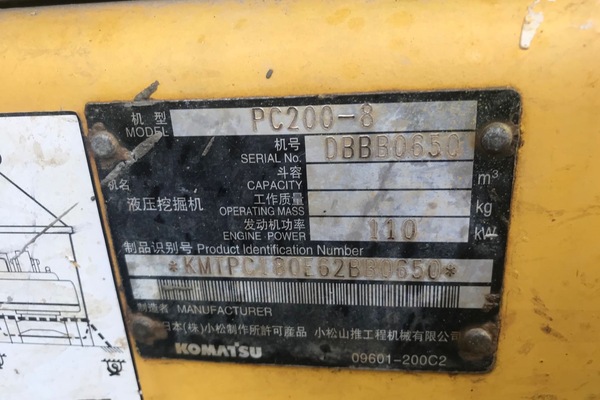 机型 MODEL PC200-8
机号 SERIAL No. DBBB0650
机名 液压挖掘机
斗容 CAPACITY m³
工作质量 OPERATING MASS kg
发动机功率 ENGINE POWER 110 kW
制品识别号 Product Identification Number
*KMTPC180E62BB0650*
制造者 MANUFACTURER
日本(株)小松制作所許可産品 小松山推工程机械有限公司
KOMATSU 09601-200C2